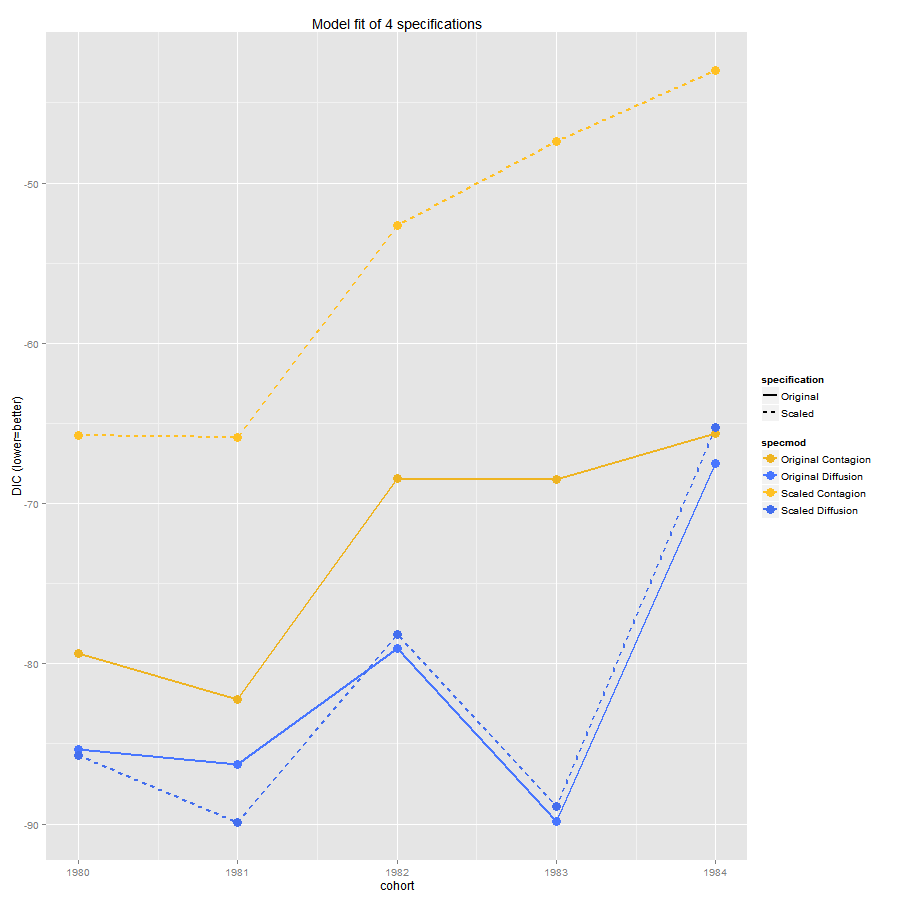 Model fit of 4 specifications
DIC (lower=better)
-50
-60
-70
-80
-90
1980
1981
1982
1983
1984
cohort
specification
Original
Scaled
specmod
Original Contagion
Original Diffusion
Scaled Contagion
Scaled Diffusion